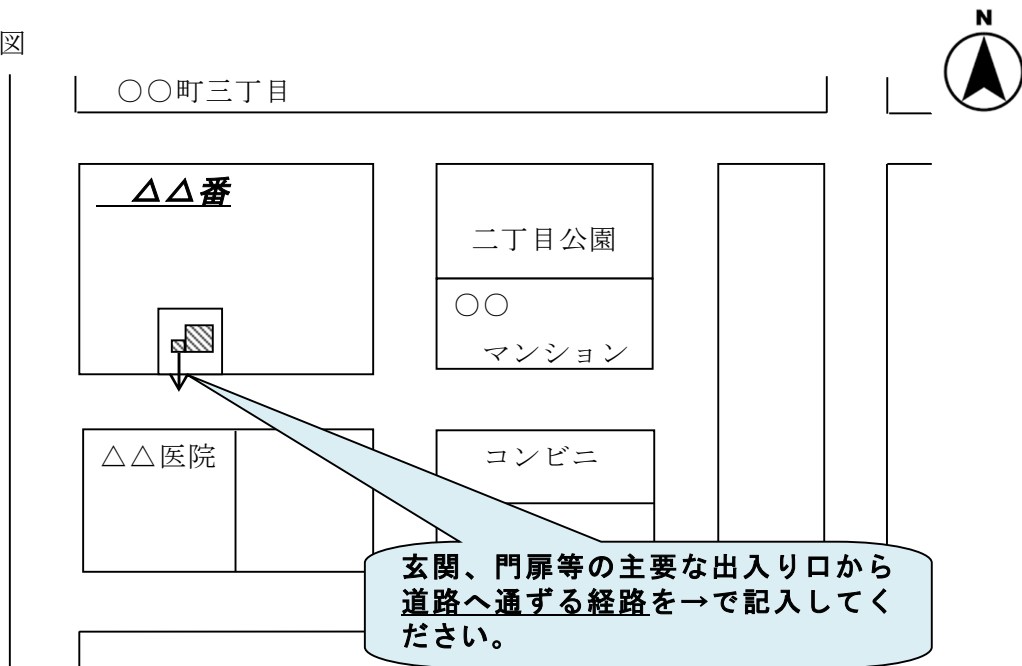 N
図
○○町三丁目
△△番
二丁目公園
○○
マンション
△△医院
コンビニ
玄関、門扉等の主要な出入り口から
道路へ通ずる経路を→で記入してく
ださい。